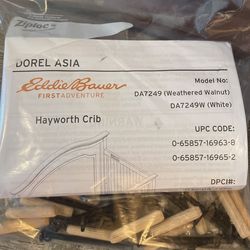 Ziploc
DOREL ASIA
Eddie Bauer
FIRST ADVENTURE
Model No:
DA7249 (Weathered Walnut)
DA7249W (White)
Hayworth Crib
UPC CODE:
0-65857-16963-8
0-65857-16965-2
DPCI#: